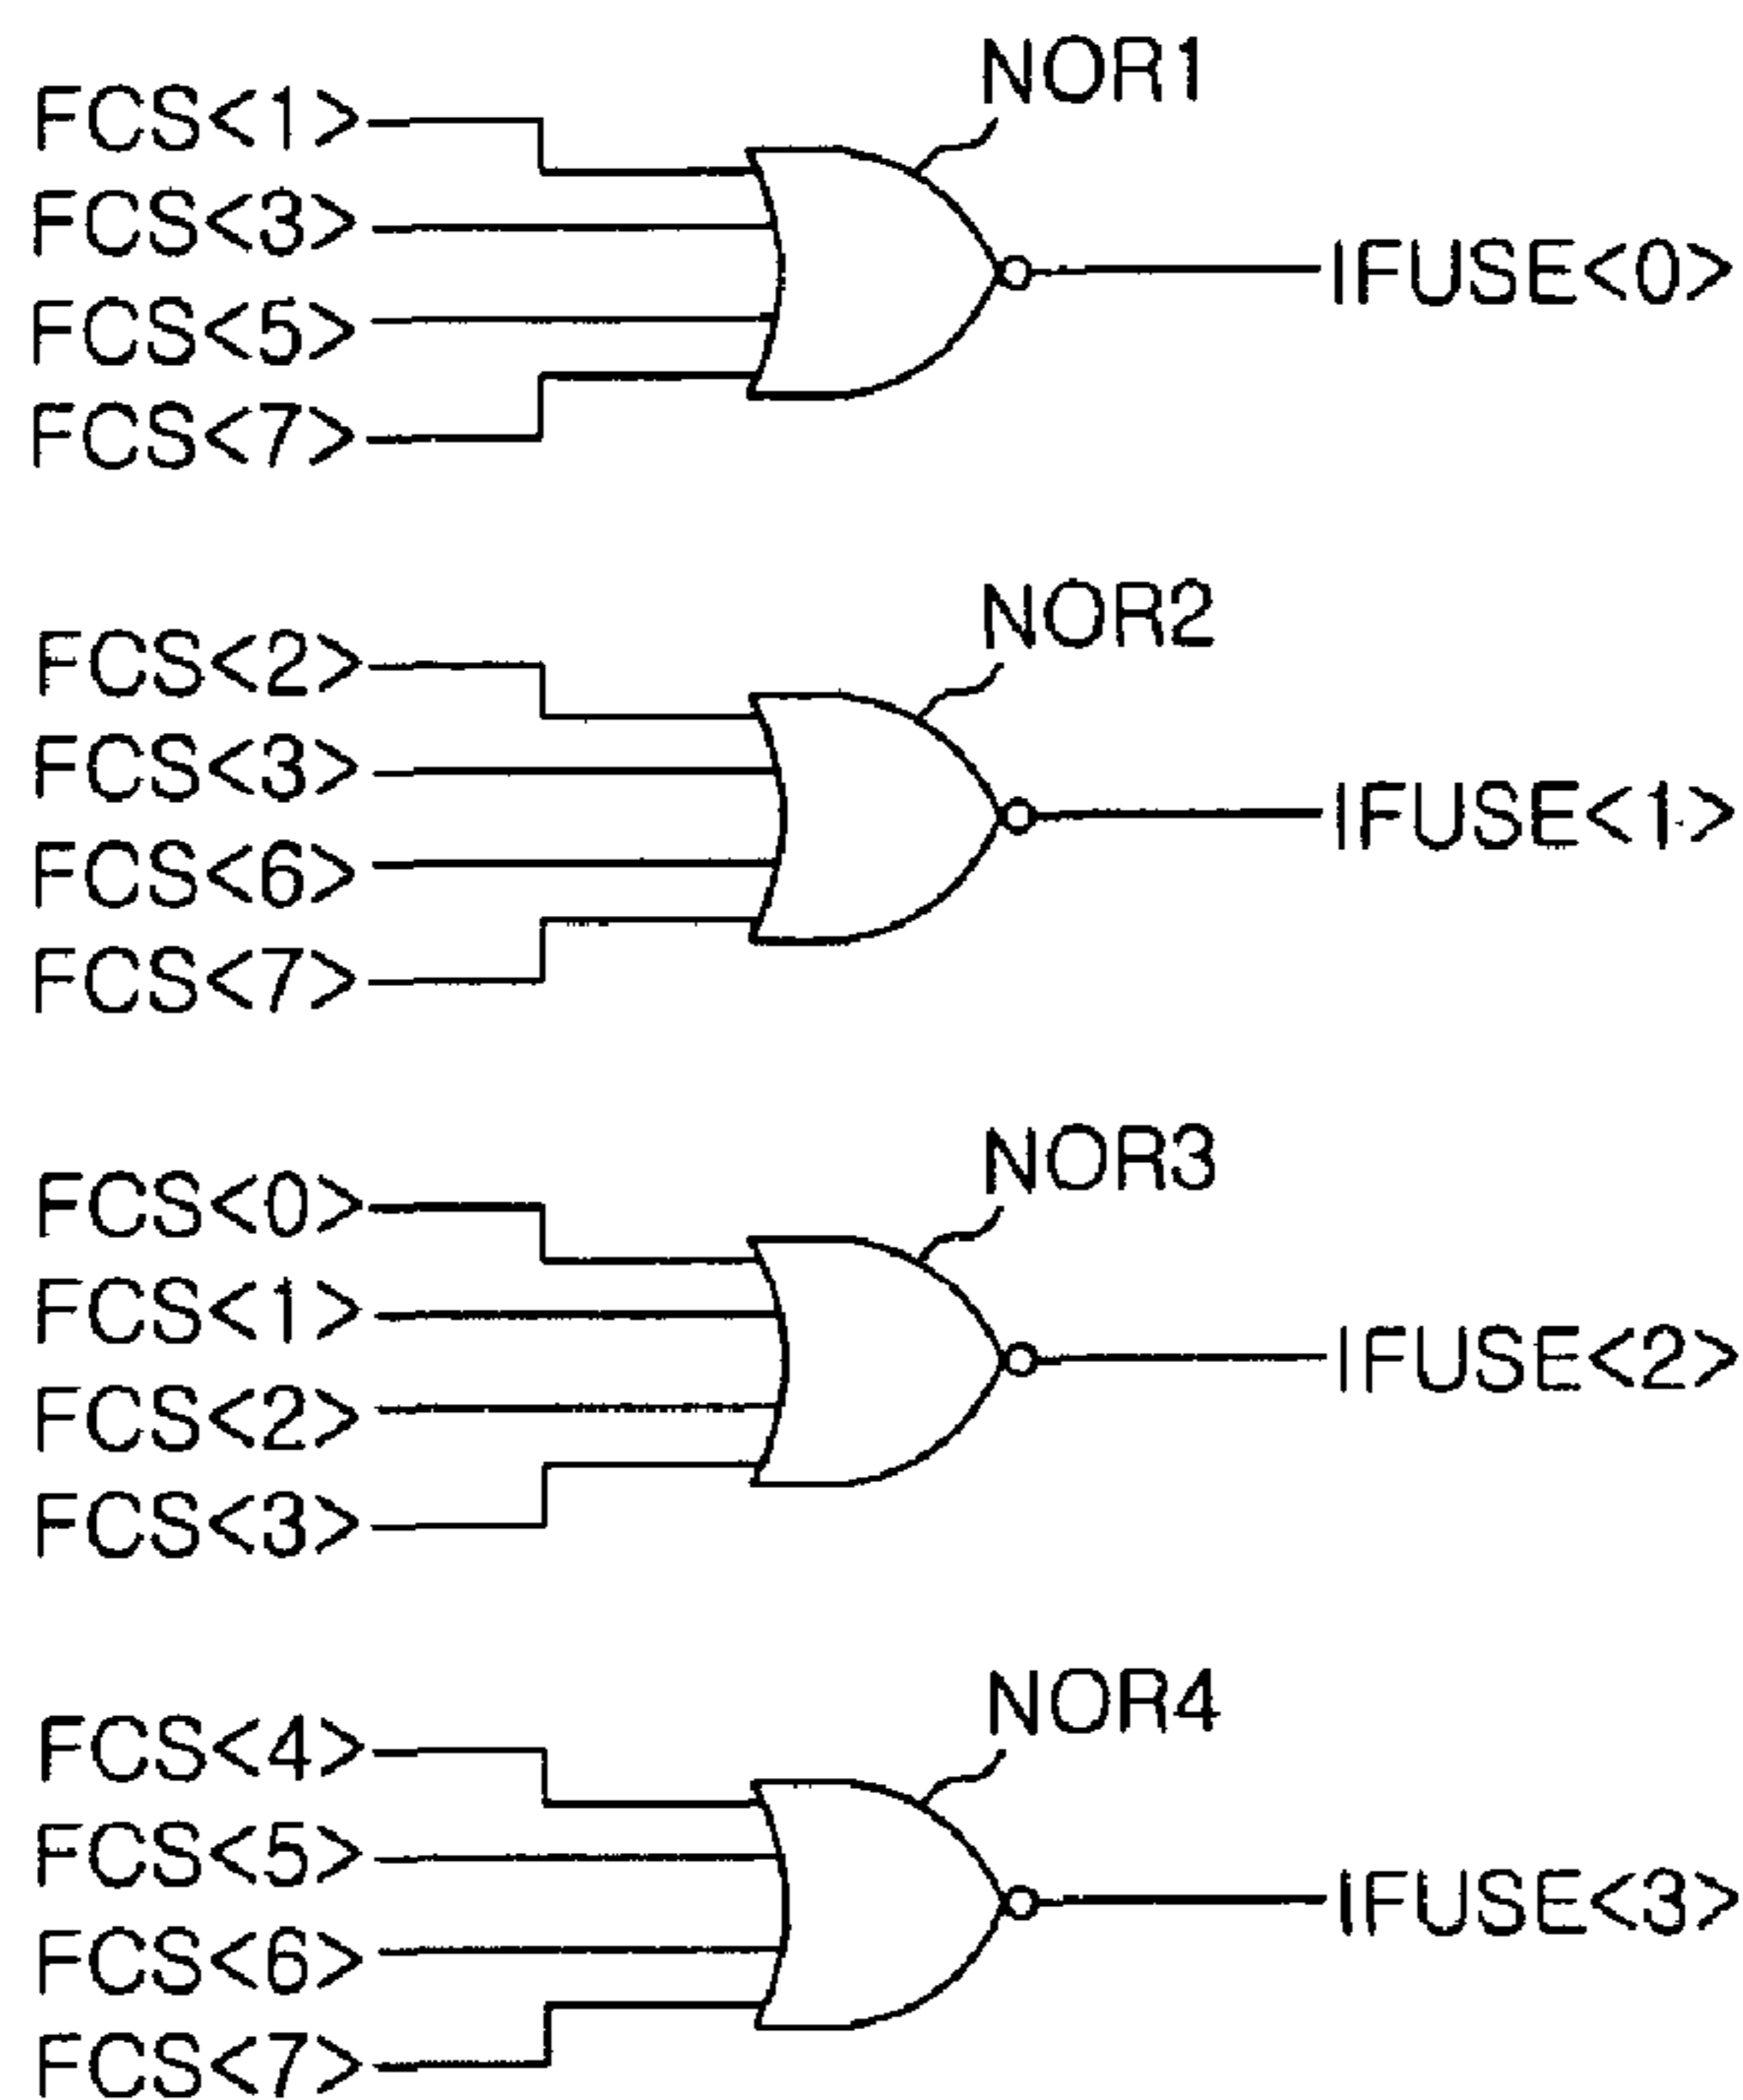 NOR1
FCS<1>
FCS<3>
IFUSE<0>
FCS<5>
FCS<7>
NOR2
FCS<2>
FCS<3>
IFUSE<1>
FCS<6>
FCS<7>
NOR3
FCS<0>
FCS<1>
IFUSE<2>
FCS<2>
FCS<3>
NOR4
FCS<4>
FCS<5>
IFUSE<3>
FCS<6>
FCS<7>